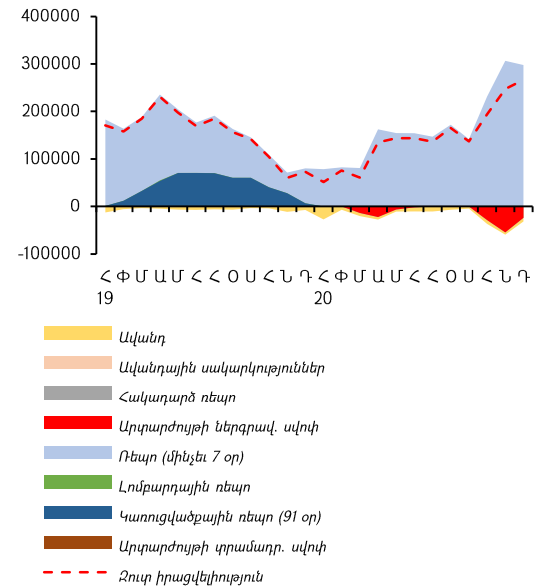 400000
300000
200000
100000
0
-100000
Հ Փ Մ Ա Մ Հ Հ Օ Ս Հ Ն Դ Հ Փ Մ Ա Մ Հ Հ Օ Ս Հ Ն Դ
19 20
Ավանդ
Ավանդային սակարկություններ
Հակադարձ ռեպո
Արտարժույթի ներգրավ. սվոփ
Ռեպո (մինչեւ 7 օր)
Լոմբարդային ռեպո
Կառուցվածքային ռեպո (91 օր)
Արտարժույթի տրամադր. սվոփ
Զուտ իրացվելիություն